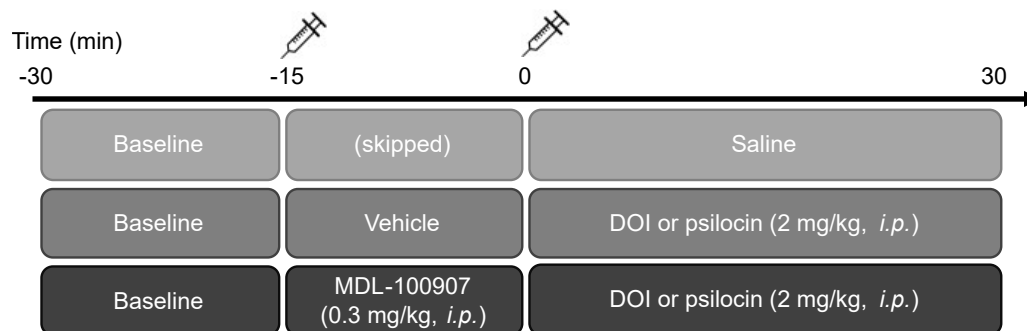 Time (min)
-30 -15 0 30
Baseline (skipped) Saline
Baseline Vehicle DOI or psilocin (2 mg/kg, i.p.)
Baseline MDL-100907
(0.3 mg/kg, i.p.) DOI or psilocin (2 mg/kg, i.p.)